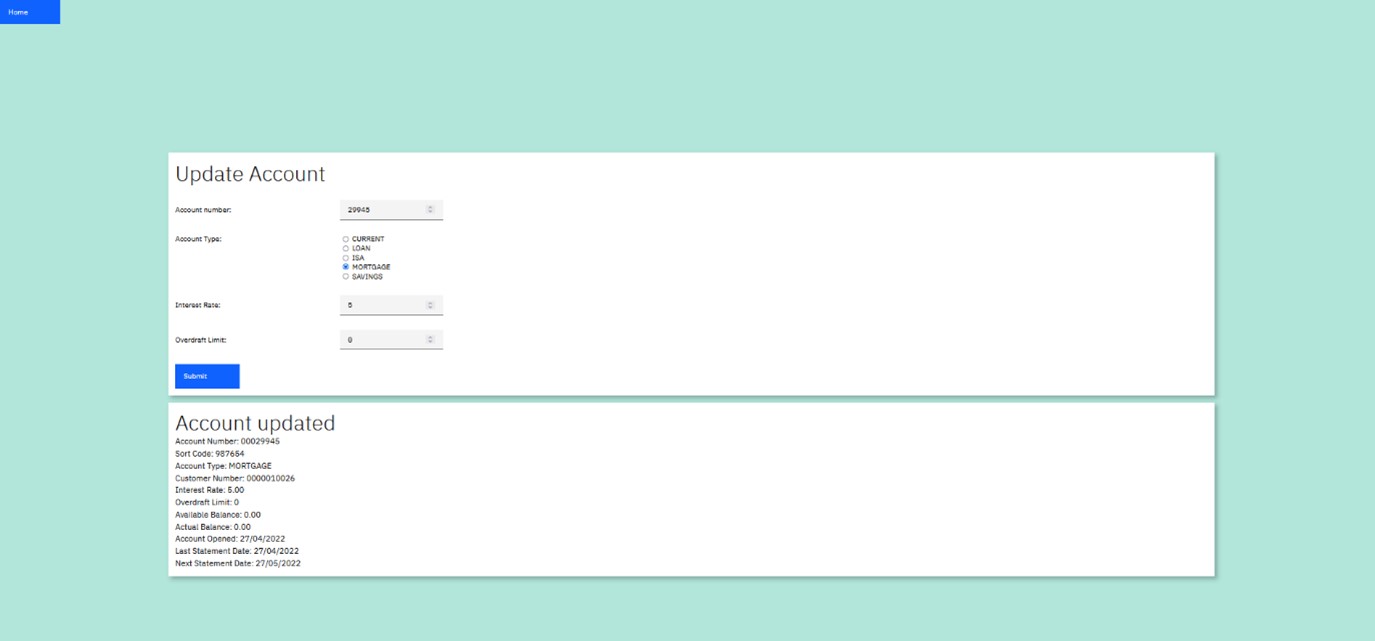 Home
Update Account
Account number: 29945
Account Type:
CURRENT
LOAN
ISA
MORTGAGE
SAVINGS
Interest Rate: 5
Overdraft Limit: 0
Submit
Account updated
Account Number: 00029945
Sort Code: 987654
Account Type: MORTGAGE
Customer Number: 0000010026
Interest Rate: 5.00
Overdraft Limit: 0
Available Balance: 0.00
Actual Balance: 0.00
Account Opened: 27/04/2022
Last Statement Date: 27/04/2022
Next Statement Date: 27/05/2022